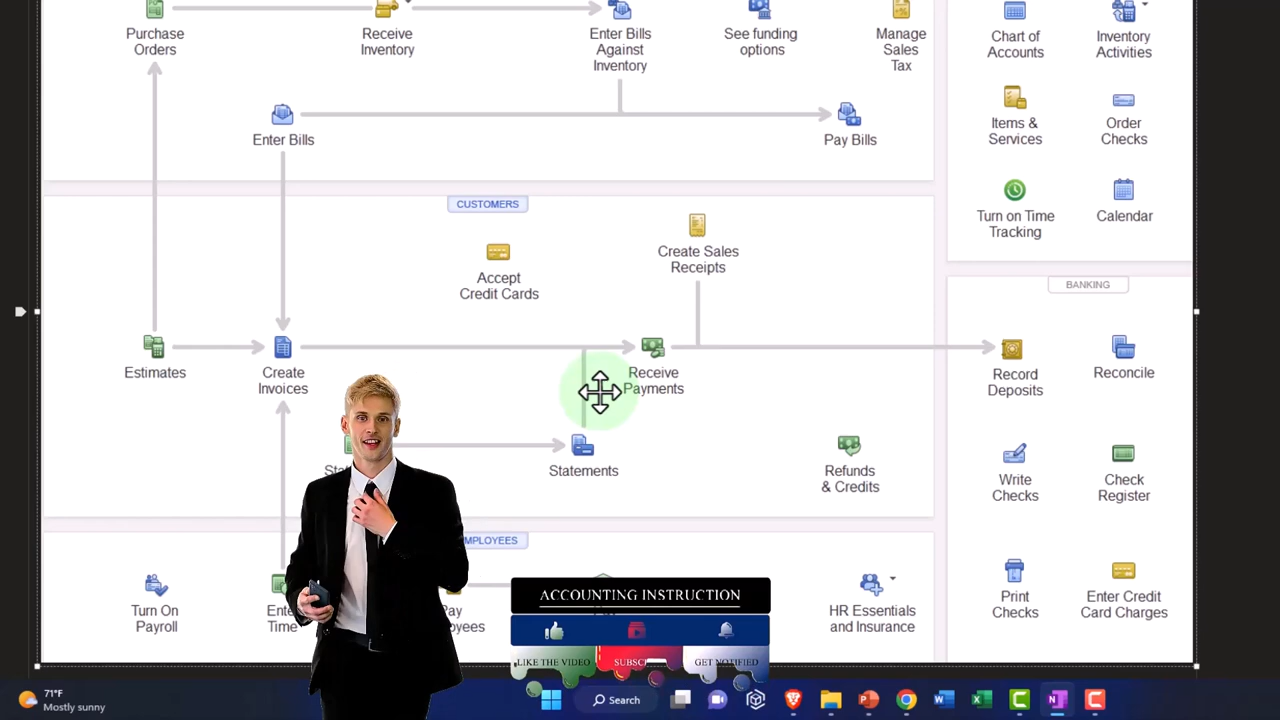 Purchase
Orders
Receive
Inventory
Enter Bills
Against
Inventory
See funding
options
Manage
Sales
Tax
Chart of
Accounts
Inventory
Activities
Enter Bills
Pay Bills
Items &
Services
Order
Checks
Turn on Time
Tracking
Calendar
CUSTOMERS
Accept
Credit Cards
Create Sales
Receipts
BANKING
Estimates
Create
Invoices
Receive
Payments
Record
Deposits
Reconcile
Statements
Refunds
& Credits
Write
Checks
Check
Register
Turn On
Payroll
Time
Pay
HR Essentials
and Insurance
Print
Checks
Enter Credit
Card Charges
ACCOUNTING INSTRUCTION
LIKE THE VIDEO
GET NOTIFIED
71°F
Mostly sunny
Search